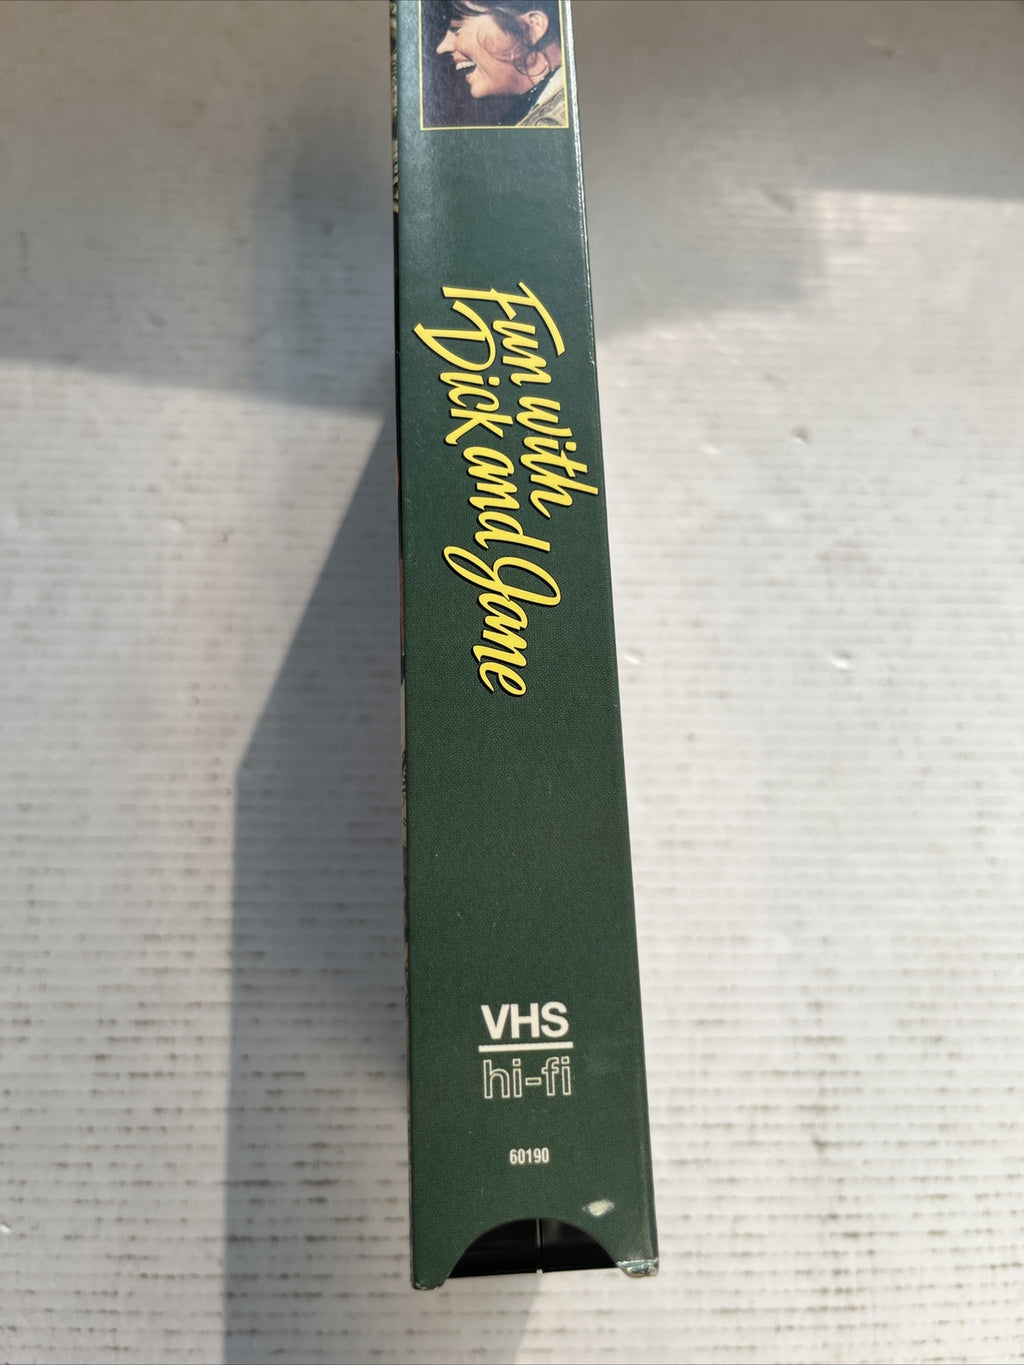 Fun with
Dick and Jane
VHS
hi-fi
60190